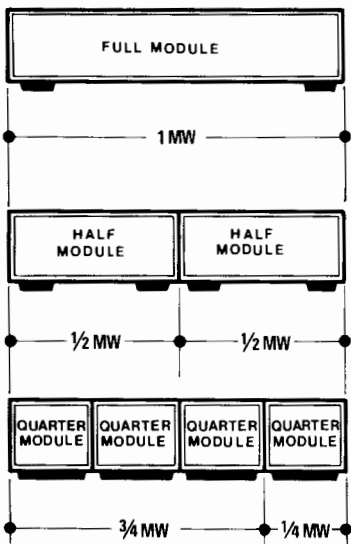 FULL MODULE
1 MW
HALF
MODULE
HALF
MODULE
1/2 MW
1/2 MW
QUARTER
MODULE
QUARTER
MODULE
QUARTER
MODULE
QUARTER
MODULE
3/4 MW
1/4 MW